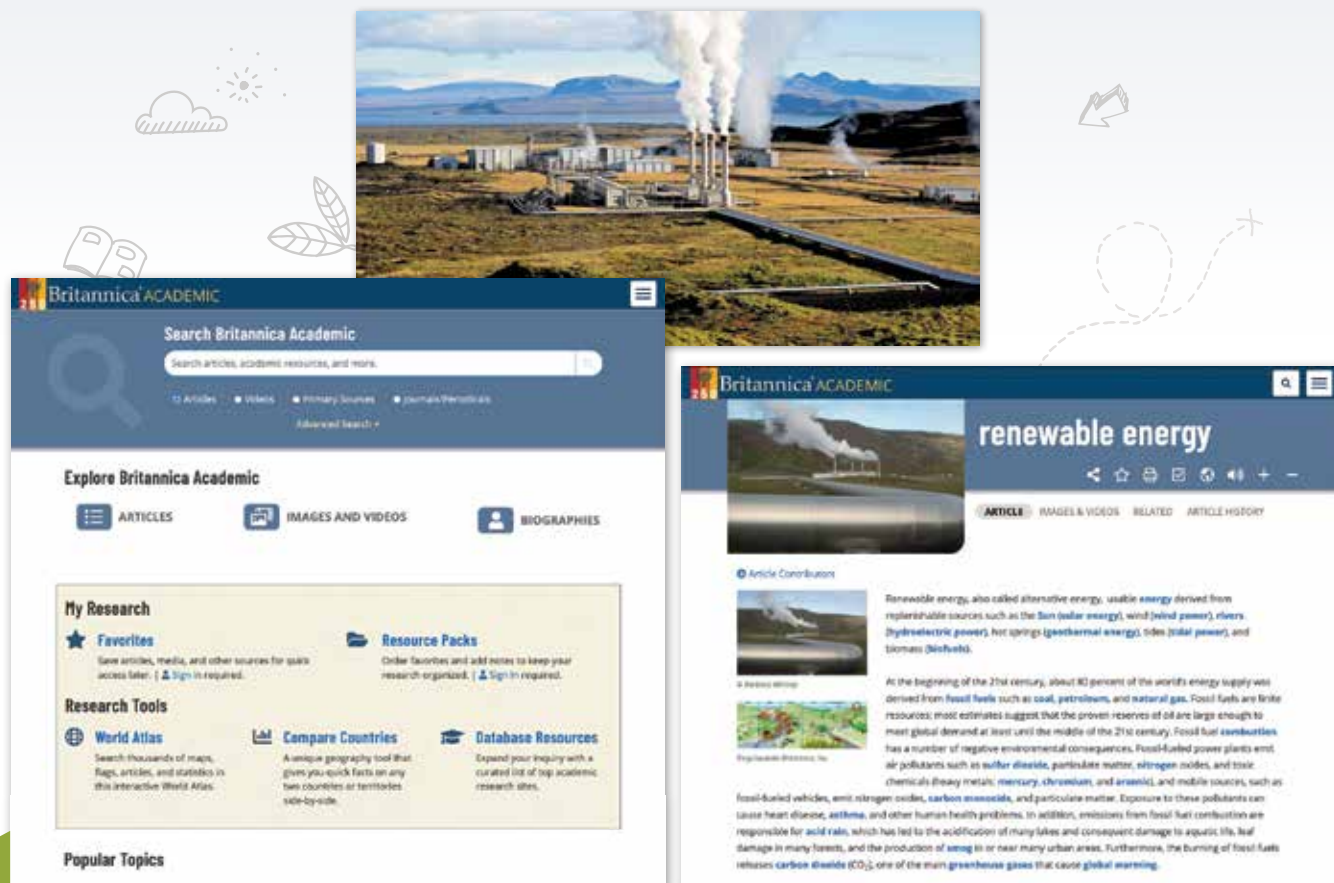 Britannica ACADEMIC
Search Britannica Academic
Search articles, academic resources, and more.
Articles Videos Primary Sources Journals/Periodicals
Advanced Search
Explore Britannica Academic
ARTICLES IMAGES AND VIDEOS BIOGRAPHIES
My Research
Favorites
Save articles, media, and other sources for quick
access later. | Sign in required.
Resource Packs
Order favorites and add notes to keep your
research organized. | Sign in required.
Research Tools
World Atlas
Search thousands of maps,
flags, articles, and statistics in
this interactive World Atlas.
Compare Countries
A unique geography tool that
gives you quick facts on any
two countries or territories
side-by-side.
Database Resources
Expand your inquiry with a
curated list of top academic
research sites.
Popular Topics
Britannica ACADEMIC
renewable energy
ARTICLE IMAGES & VIDEOS RELATED ARTICLE HISTORY
Article Contributors
Renewable energy, also called alternative energy, usable energy derived from
replenishable sources such as the Sun (solar energy), wind (wind power), rivers
(hydroelectric power), hot springs (geothermal energy), tides (tidal power), and
biomass (biofuels).
At the beginning of the 21st century, about 80 percent of the world's energy supply was
derived from fossil fuels such as coal, petroleum, and natural gas. Fossil fuels are finite
resources; most estimates suggest that the proven reserves of oil are large enough to
meet global demand at least until the middle of the 21st century. Fossil fuel combustion
has a number of negative environmental consequences. Fossil-fueled power plants emit
air pollutants such as sulfur dioxide, particulate matter, nitrogen oxides, and toxic
chemicals (heavy metals: mercury, chromium, and arsenic), and mobile sources, such as
fossil-fueled vehicles, emit nitrogen oxides, carbon monoxide, and particulate matter. Exposure to these pollutants can
cause heart disease, asthma, and other human health problems. In addition, emissions from fossil fuel combustion are
responsible for acid rain, which has led to the acidification of many lakes and consequent damage to aquatic life, leaf
damage in many forests, and the production of smog in or near many urban areas. Furthermore, the burning of fossil fuels
releases carbon dioxide (CO₂), one of the main greenhouse gases that cause global warming.